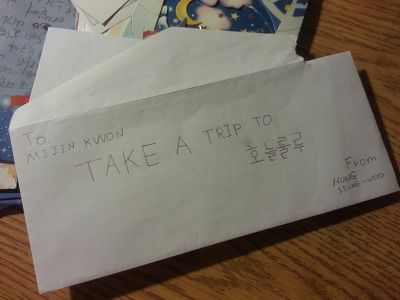 To.
MIJIN KWON
TAKE A TRIP TO
호놀룰루
From.
HONG
SEUNG-WOO